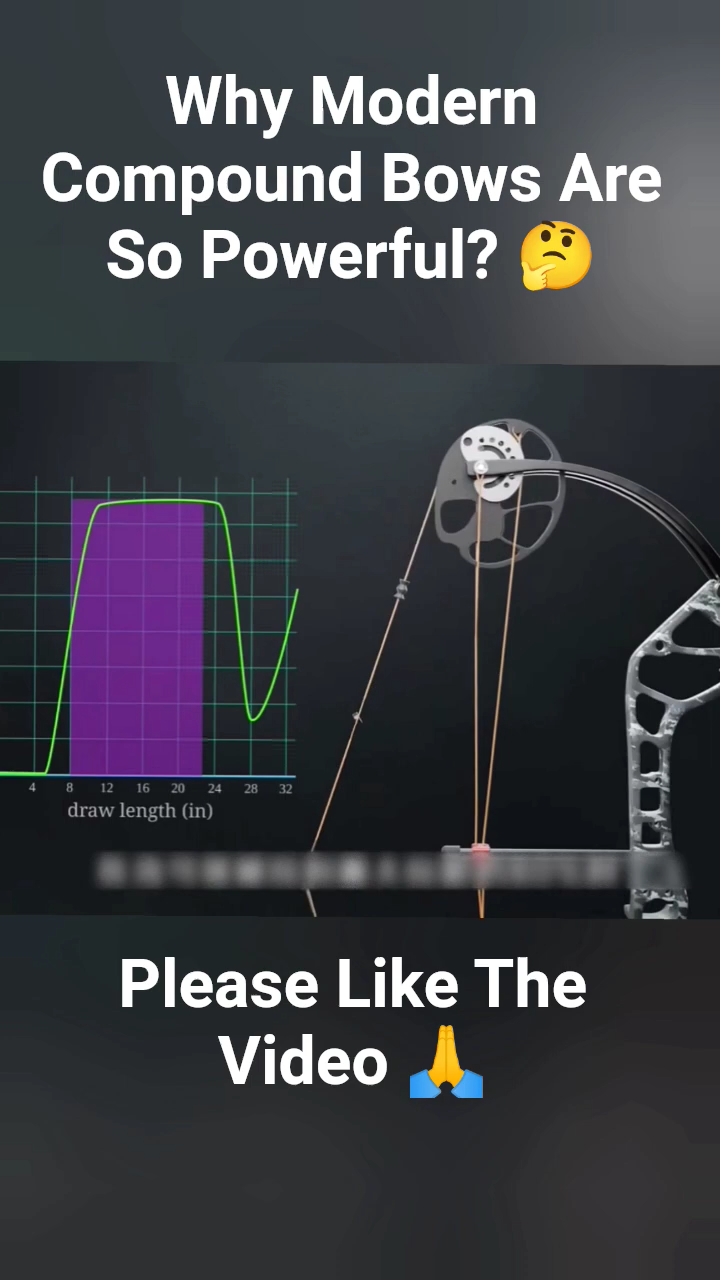 Why Modern
Compound Bows Are
So Powerful? 🤔
4 8 12 16 20 24 28 32
draw length (in)
Please Like The
Video 🙏